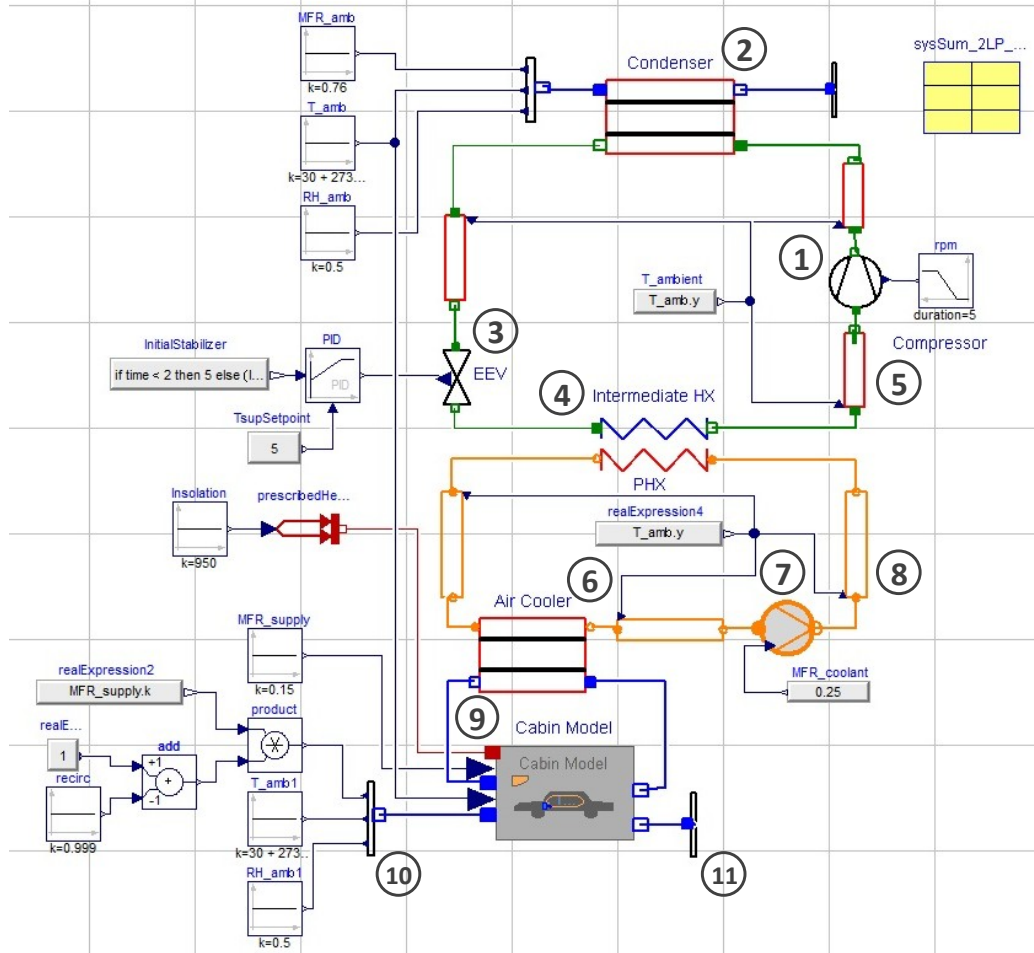 MFR_amb
k=0.76
T_amb
k=30 + 273...
RH_amb
k=0.5
Condenser
2
sysSum_2LP_...
1
rpm
duration=5
Compressor
T_ambient
T_amb.y
3
EEV
InitialStabilizer
if time < 2 then 5 else (I...
PID
PID
TsupSetpoint
5
4
Intermediate HX
5
PHX
Insolation
k=950
prescribedHe...
realExpression4
T_amb.y
6
7
8
Air Cooler
MFR_coolant
0.25
MFR_supply
k=0.15
realExpression2
MFR_supply.k
product
realE...
1
add
+1
+
-1
recirc
k=0.999
T_amb1
k=30 + 273..
RH_amb1
k=0.5
9
Cabin Model
Cabin Model
10
11